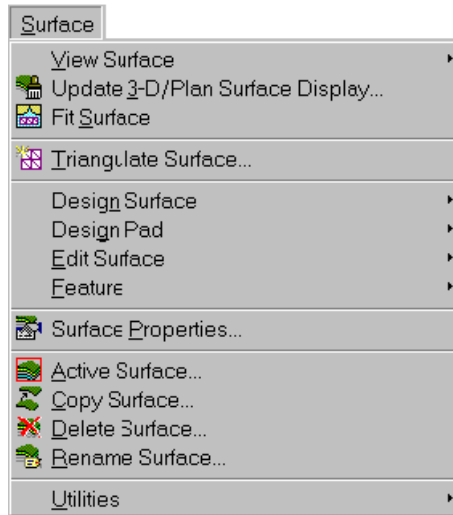 Surface
View Surface
Update 3-D/Plan Surface Display...
Fit Surface
Triangulate Surface...
Design Surface
Design Pad
Edit Surface
Feature
Surface Properties...
Active Surface...
Copy Surface...
Delete Surface...
Rename Surface...
Utilities